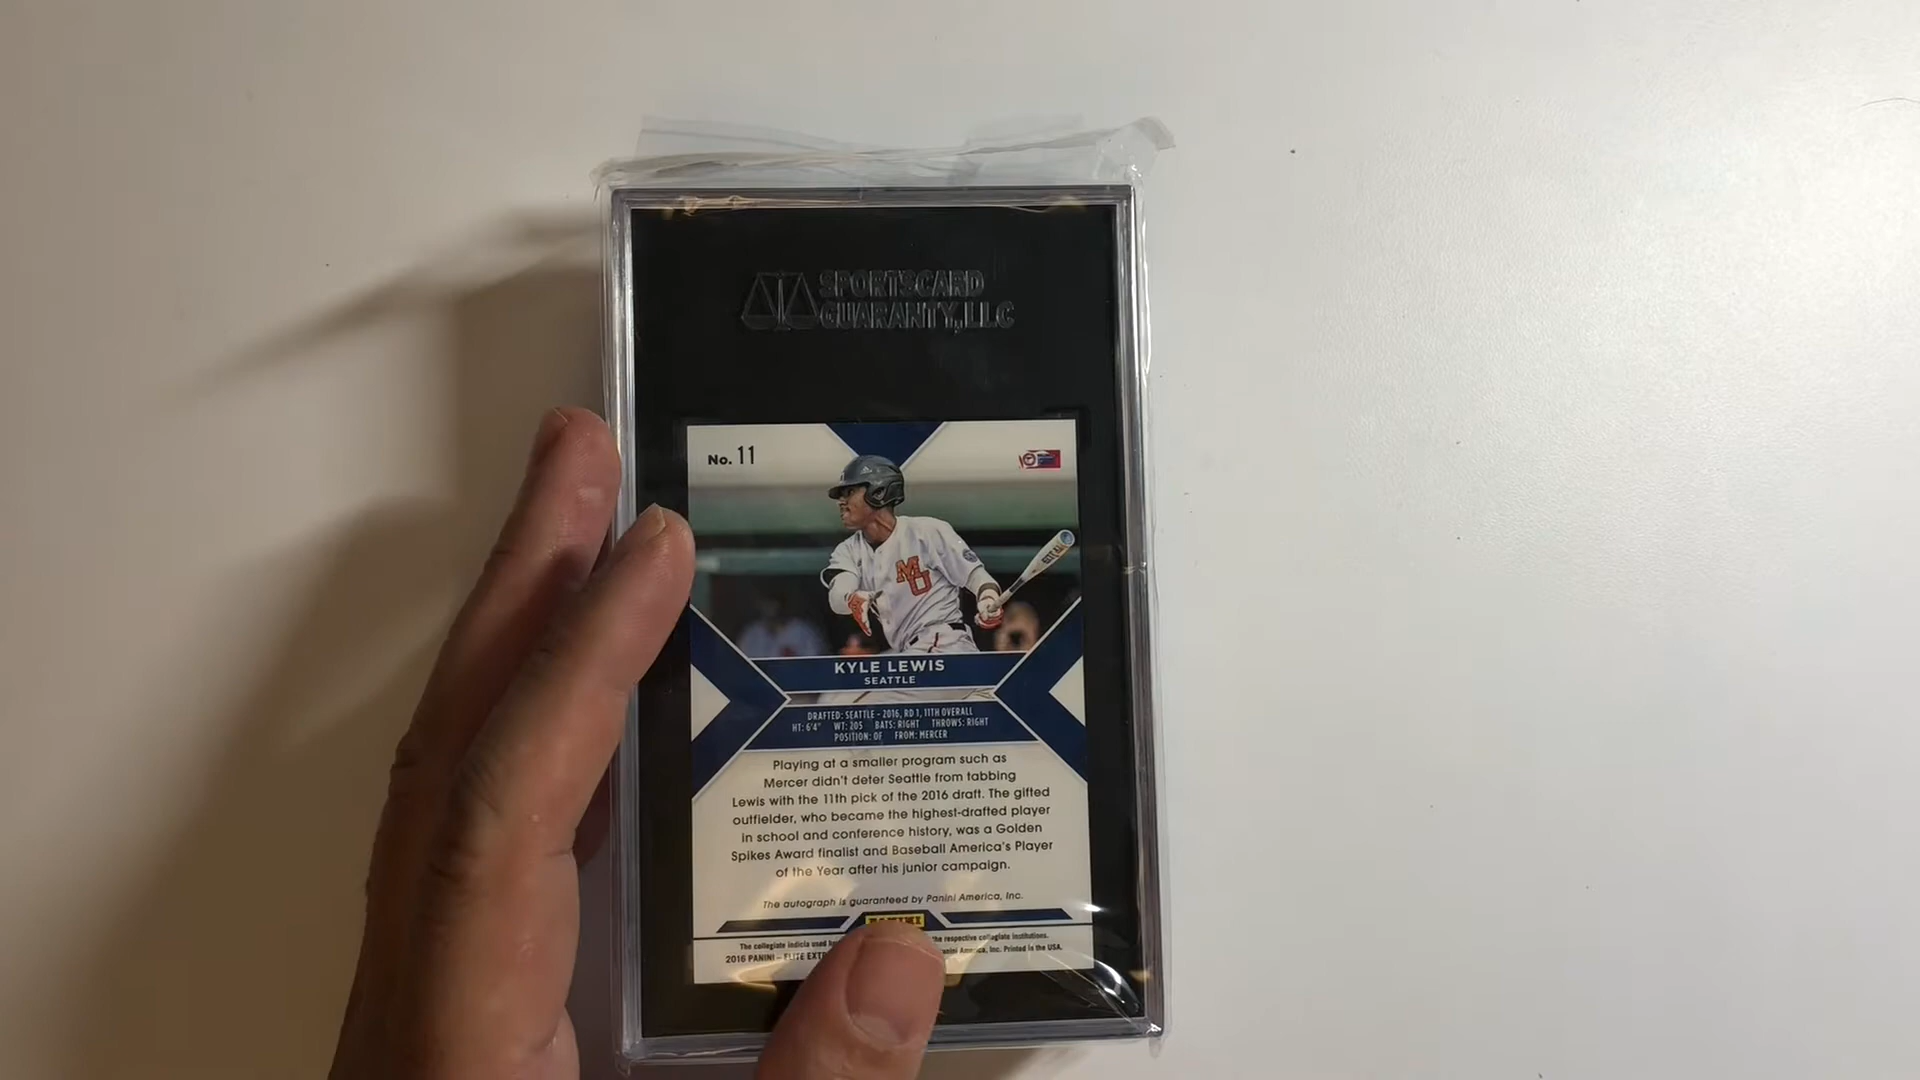 SPORTSCARD
GUARANTY, LLC
No. 11
MU
KYLE LEWIS
SEATTLE
DRAFTED: SEATTLE - 2016, RD 1, 11TH OVERALL
HT: 6'4" WT: 205 BATS: RIGHT THROWS: RIGHT
POSITION: OF FROM: MERCER
Playing at a smaller program such as
Mercer didn't deter Seattle from tabbing
Lewis with the 11th pick of the 2016 draft. The gifted
outfielder, who became the highest-drafted player
in school and conference history, was a Golden
Spikes Award finalist and Baseball America's Player
of the Year after his junior campaign.
The autograph is guaranteed by Panini America, Inc.
PANINI
The collegiate indicia used the respective collegiate institutions.
2016 PANINI – ELITE America, Inc. Printed in the USA.